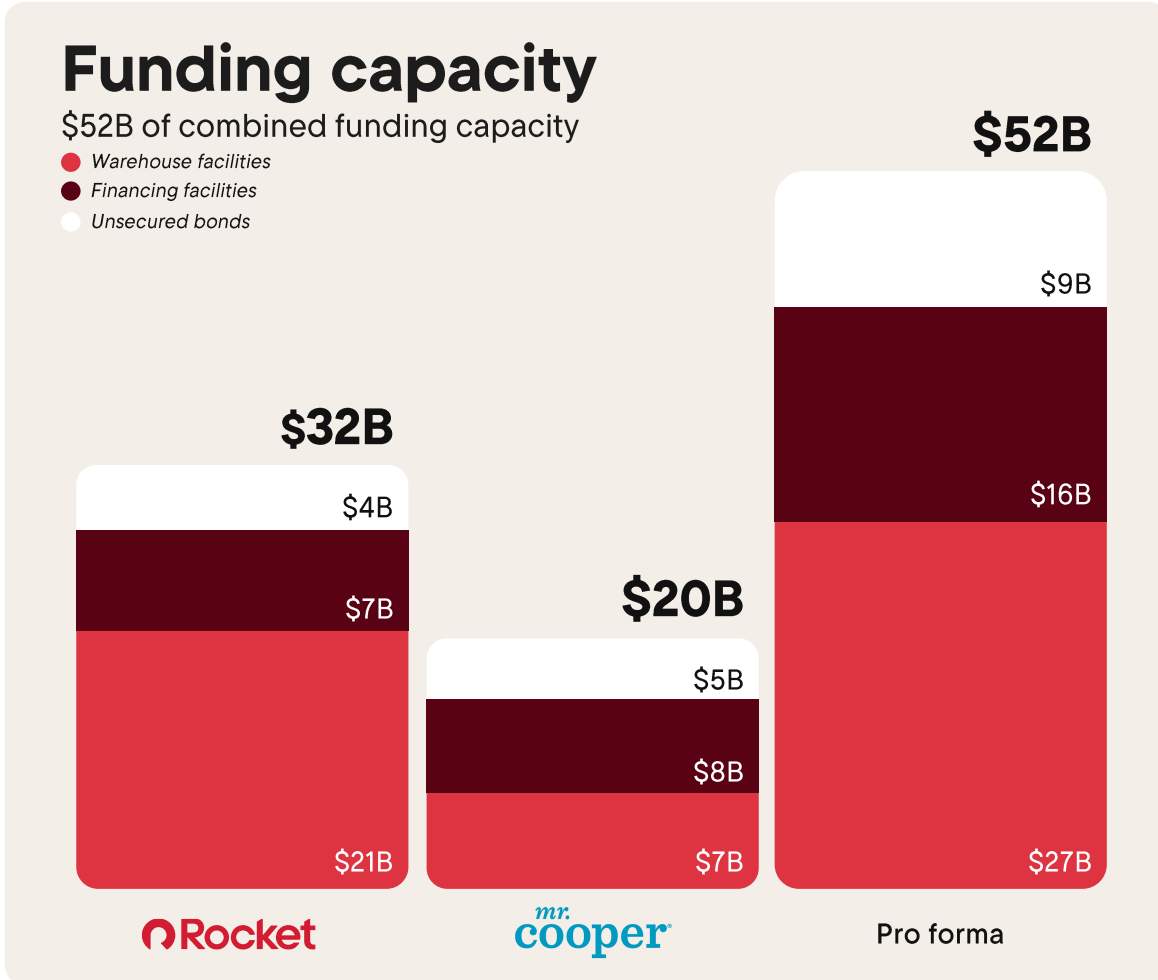 Funding capacity
$52B of combined funding capacity
Warehouse facilities
Financing facilities
Unsecured bonds
$52B
$9B
$16B
$27B
$32B
$4B
$7B
$21B
$20B
$5B
$8B
$7B
Rocket
mr.
cooper®
Pro forma